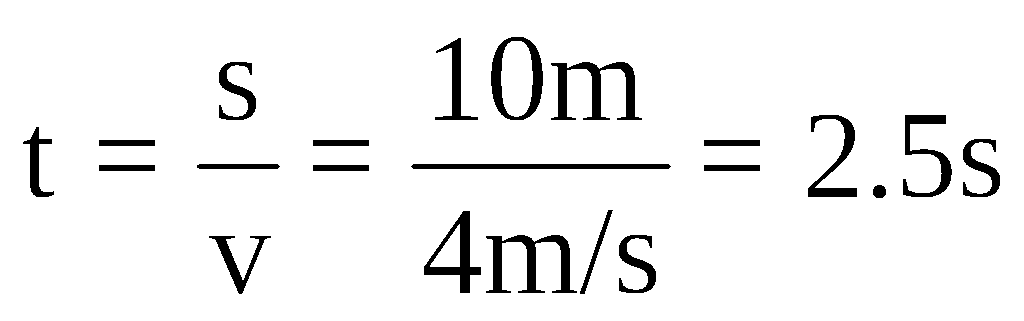 t = s/v = 10m/4m/s = 2.5s